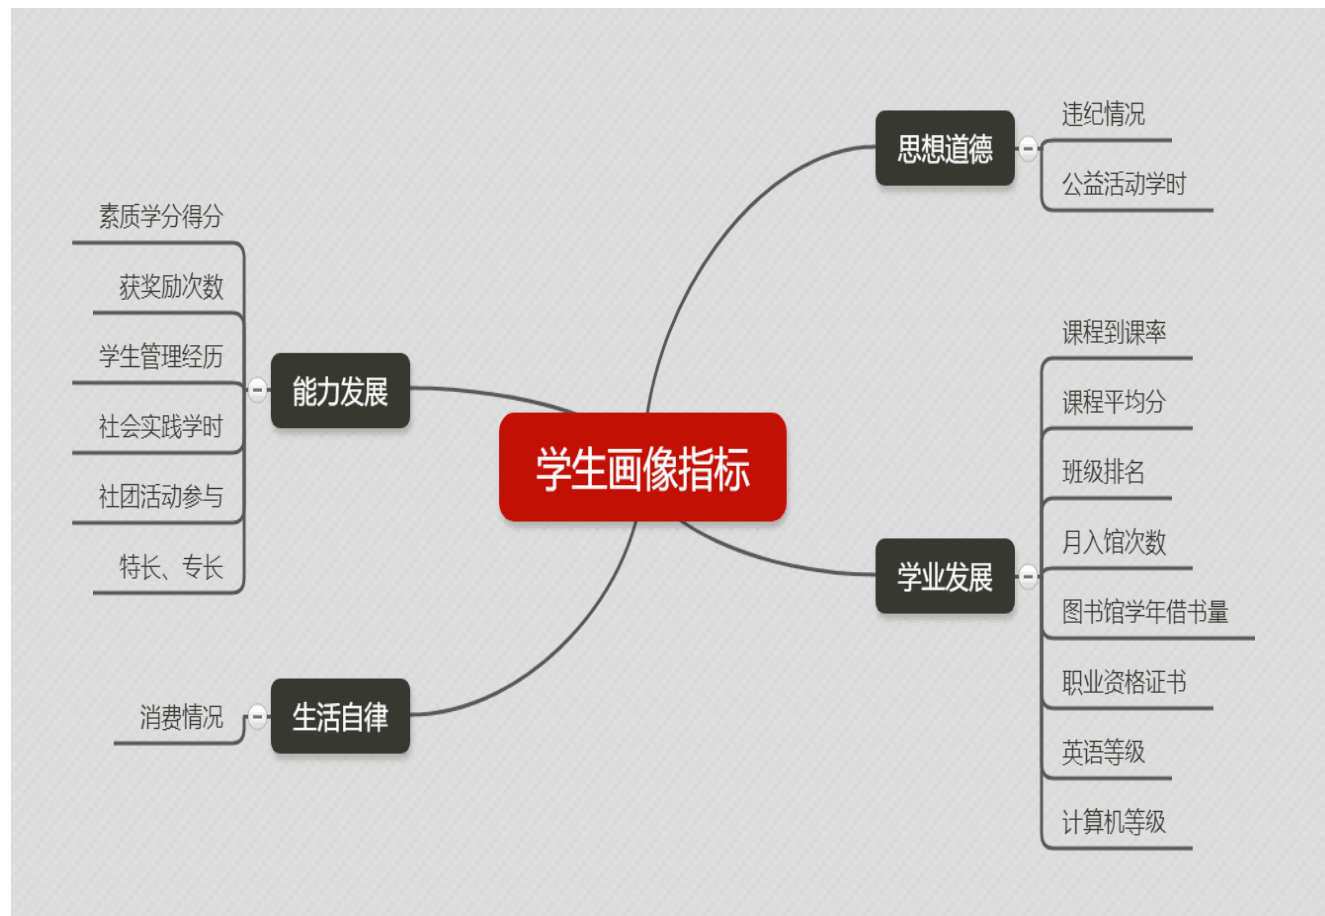 学生画像指标
思想道德
违纪情况
公益活动学时
学业发展
课程到课率
课程平均分
班级排名
月入馆次数
图书馆学年借书量
职业资格证书
英语等级
计算机等级
能力发展
素质学分得分
获奖励次数
学生管理经历
社会实践学时
社团活动参与
特长、专长
生活自律
消费情况